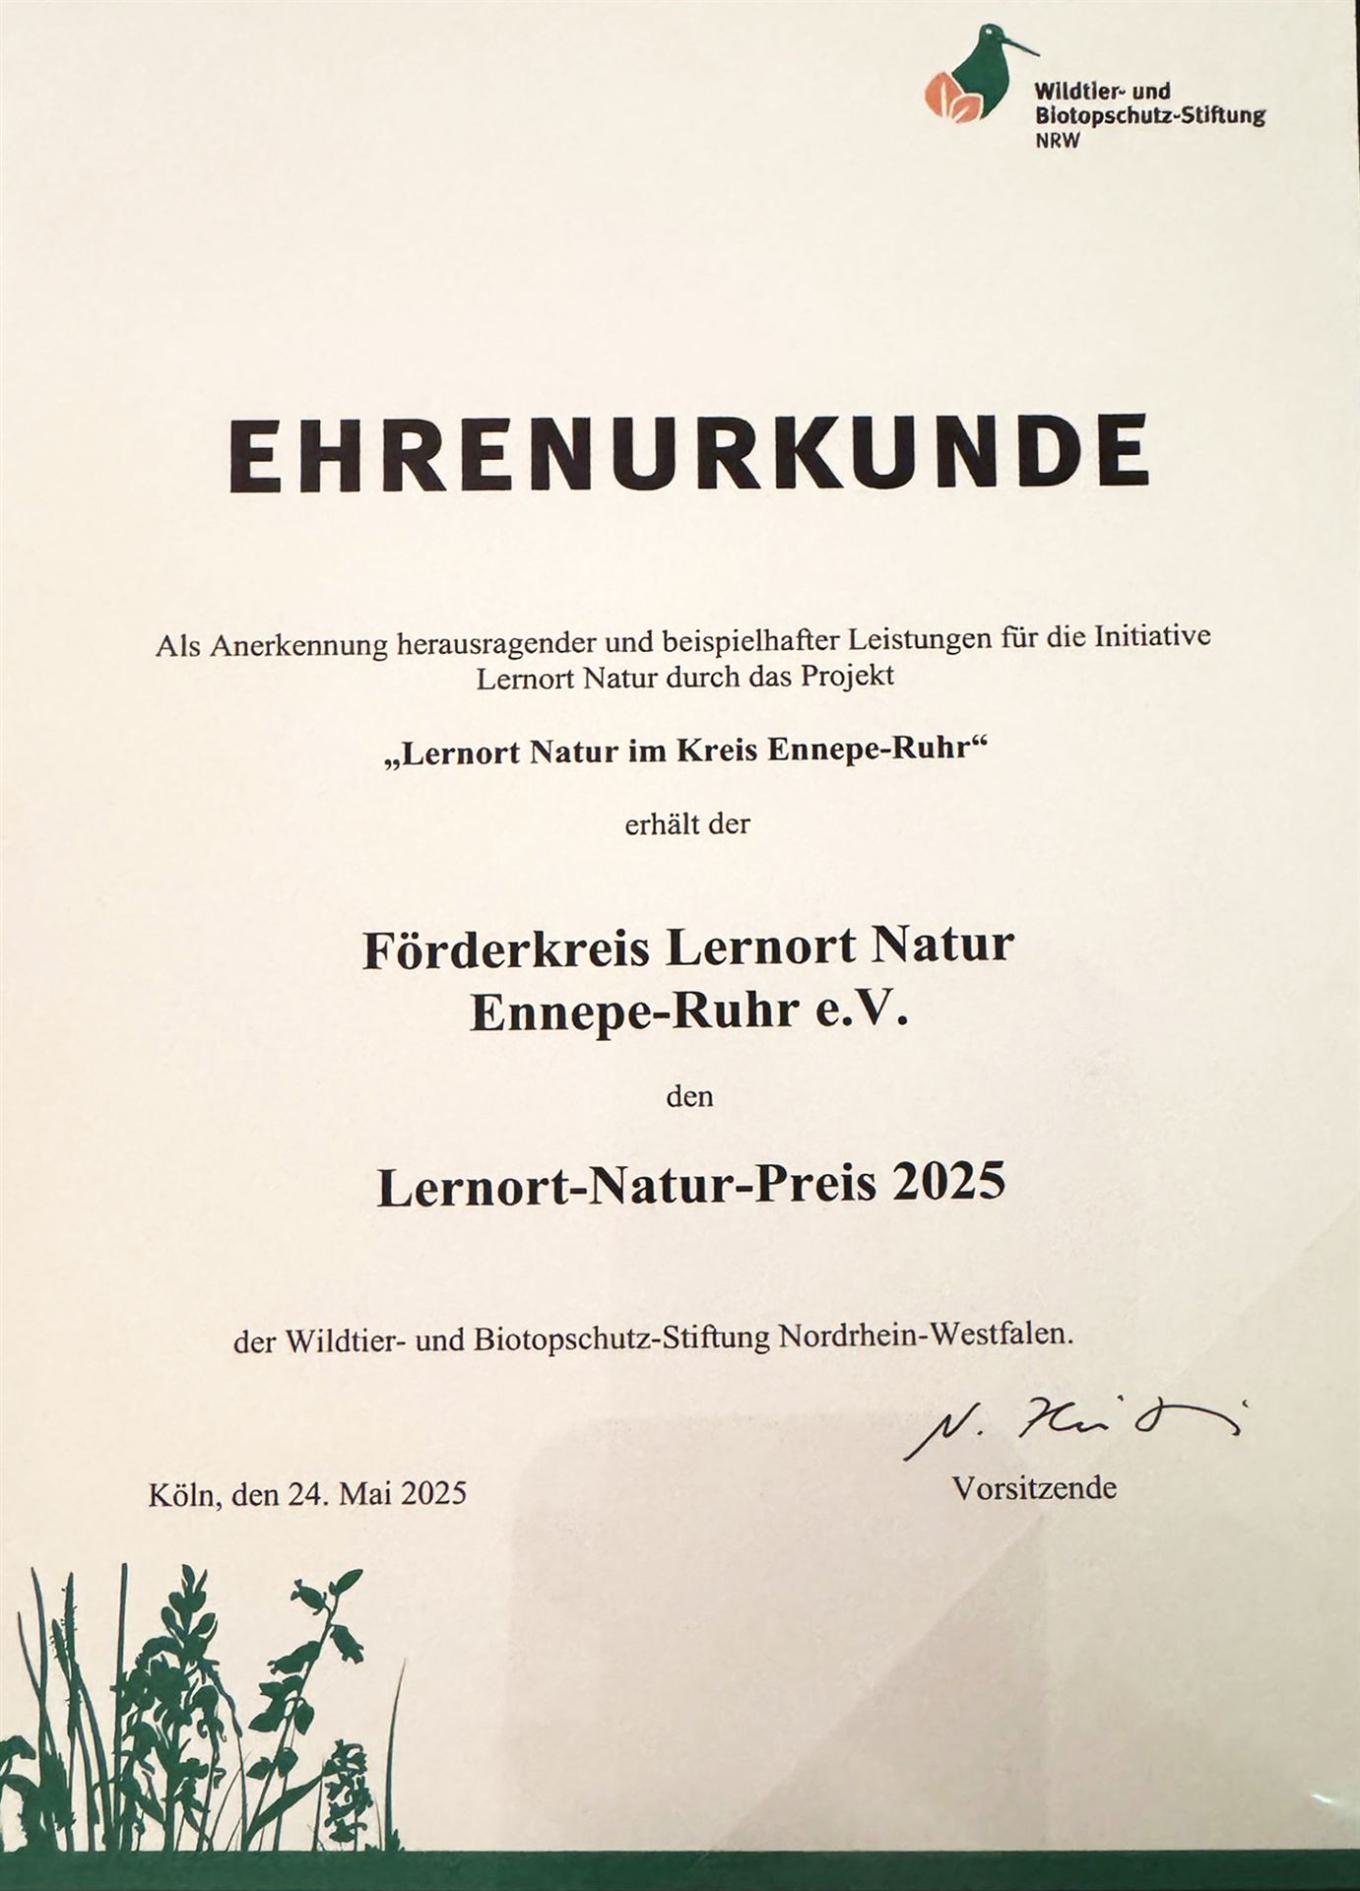 Wildtier- und
Biotopschutz-Stiftung
NRW
EHRENURKUNDE
Als Anerkennung herausragender und beispielhafter Leistungen für die Initiative
Lernort Natur durch das Projekt
„Lernort Natur im Kreis Ennepe-Ruhr“
erhält der
Förderkreis Lernort Natur
Ennepe-Ruhr e.V.
den
Lernort-Natur-Preis 2025
der Wildtier- und Biotopschutz-Stiftung Nordrhein-Westfalen.
N.
Köln, den 24. Mai 2025
Vorsitzende